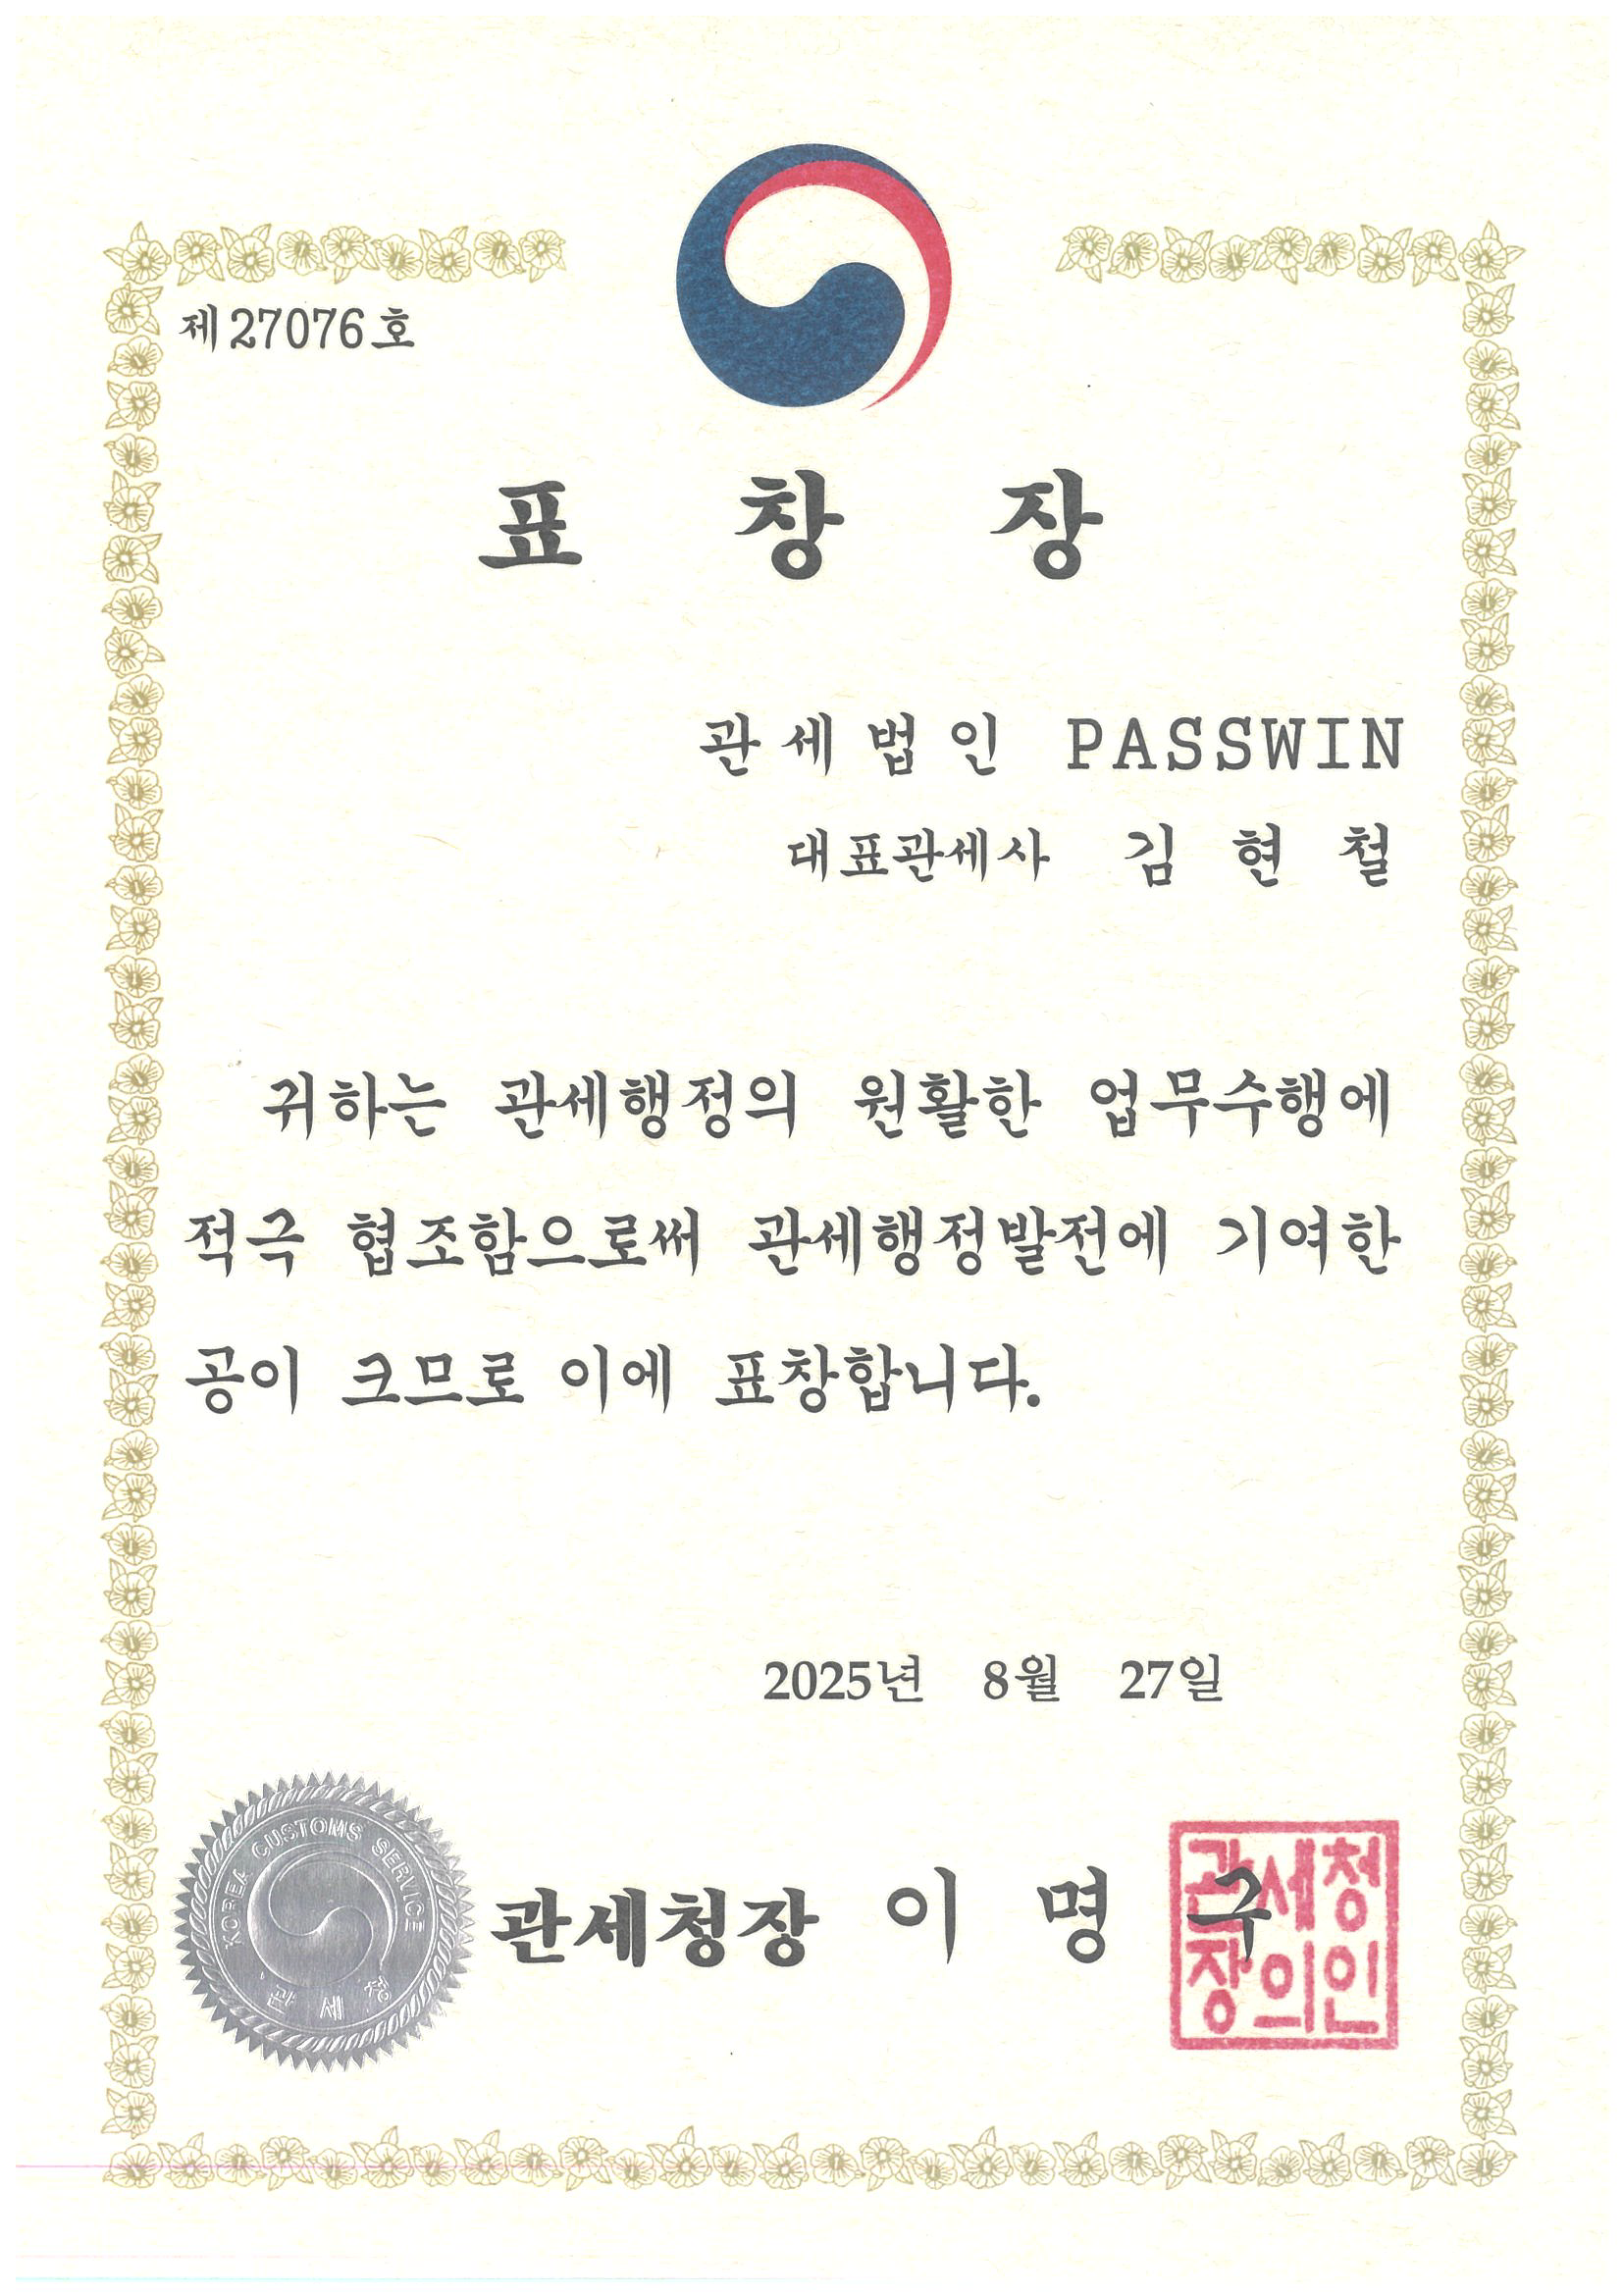 제27076호
표 창 장
관세법인 PASSWIN
대표관세사 김 현 철
귀하는 관세행정의 원활한 업무수행에
적극 협조함으로써 관세행정발전에 기여한
공이 크므로 이에 표창합니다.
2025년 8월 27일
KOREA CUSTOMS SERVICE
관세청
관세청장 이 명 구
관세청
장의인